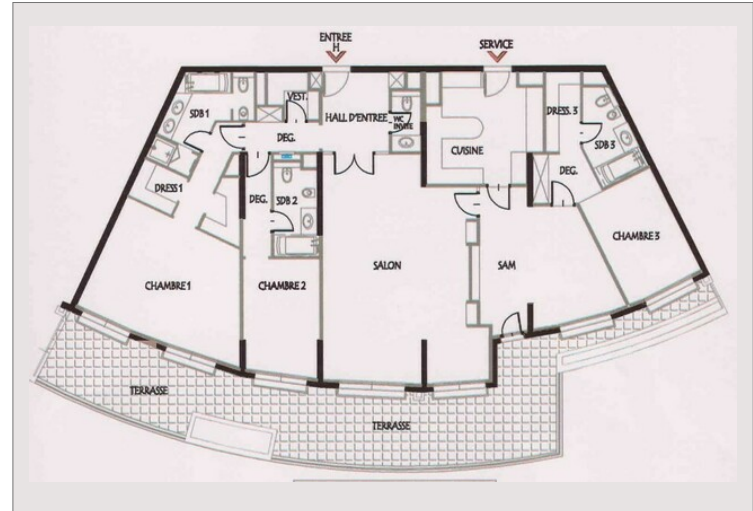 ENTREE
H
SERVICE
SDB 1
VEST.
HALL D'ENTREE
WC
INVITE
DEG.
CUISINE
DRESS. 3
SDB 3
DEG.
DRESS 1
DEG.
SDB 2
CHAMBRE 3
SALON
SAM
CHAMBRE 1
CHAMBRE 2
TERRASSE
TERRASSE